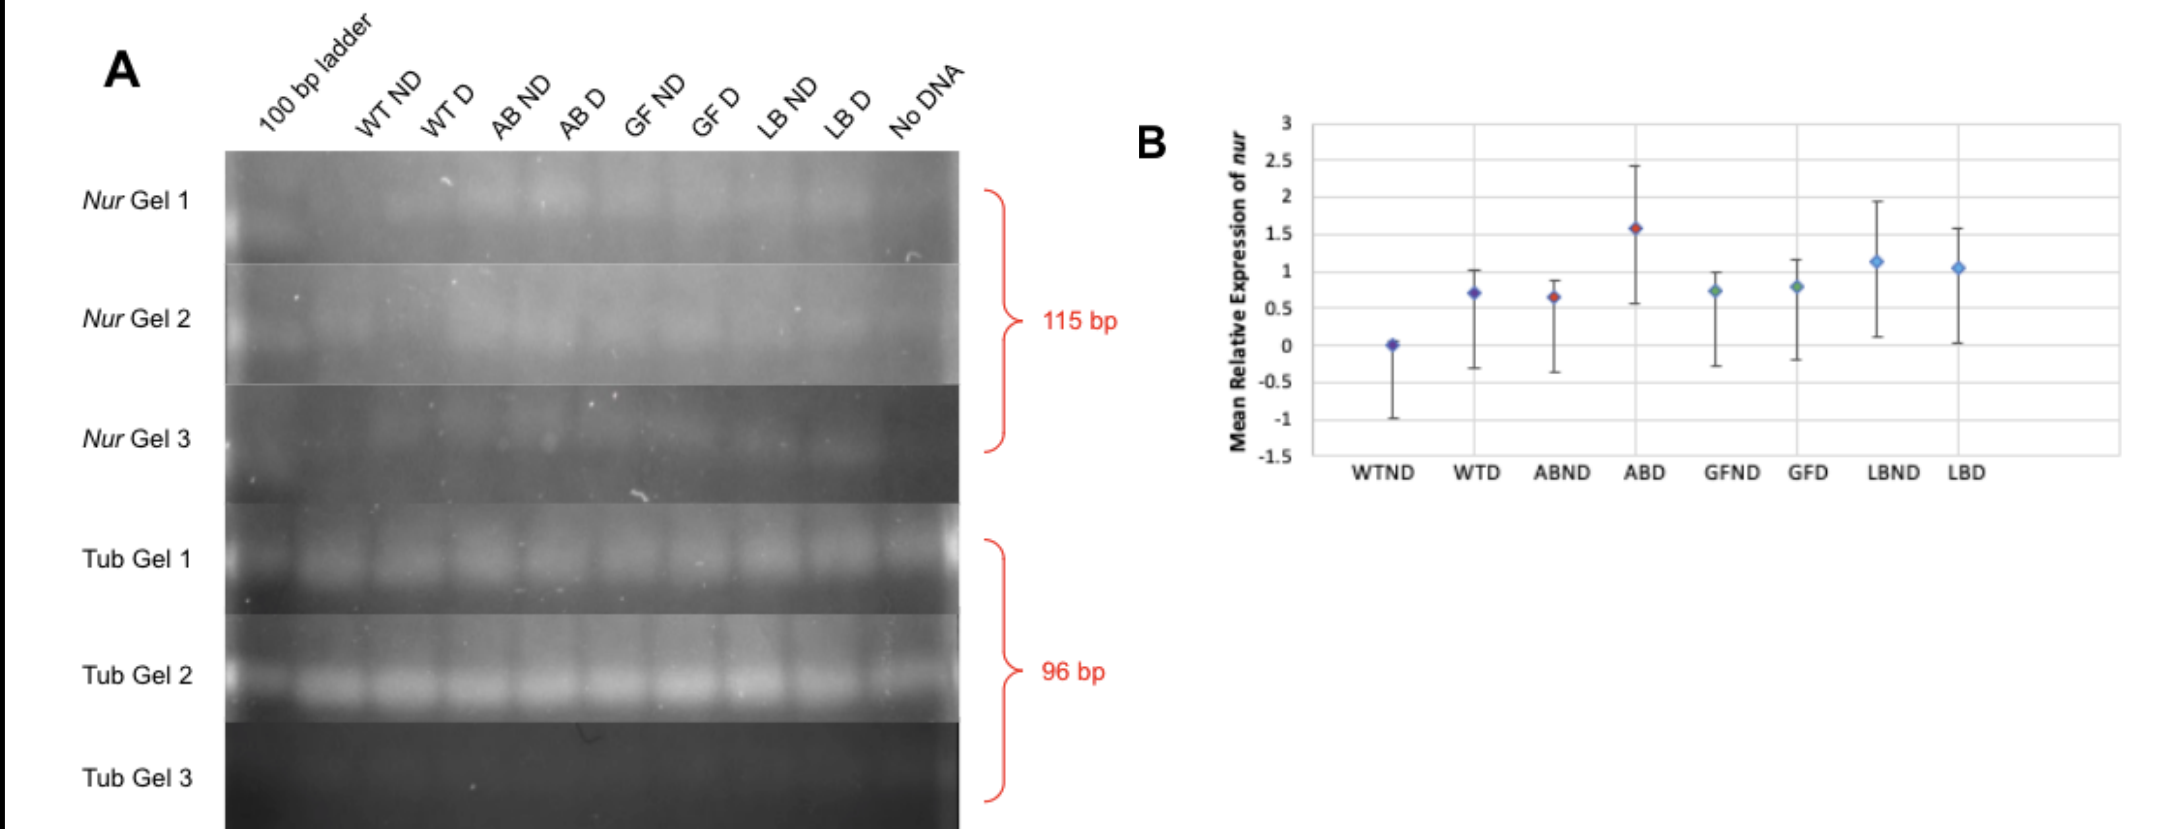 A
100 bp ladder
WT ND
WT D
AB ND
AB D
GF ND
GF D
LB ND
LB D
No DNA
Nur Gel 1
Nur Gel 2
Nur Gel 3
Tub Gel 1
Tub Gel 2
Tub Gel 3
115 bp
96 bp
B
Mean Relative Expression of nur
3
2.5
2
1.5
1
0.5
0
-0.5
-1
-1.5
WTND WTD ABND ABD GFND GFD LBND LBD